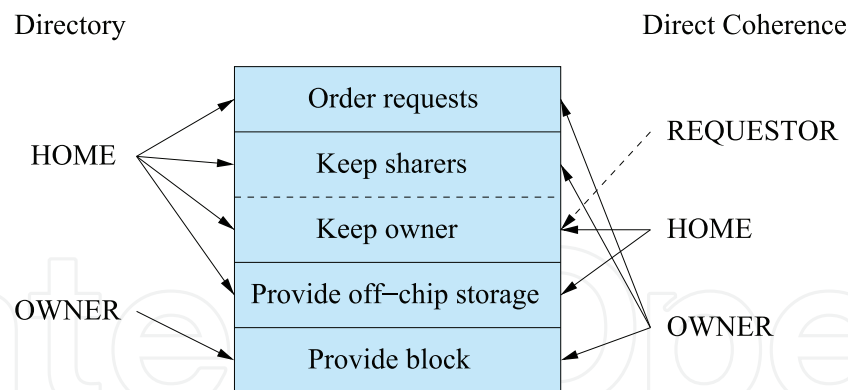 Directory
Direct Coherence
Order requests
REQUESTOR
HOME
Keep sharers
Keep owner
HOME
Provide off−chip storage
OWNER
OWNER
Provide block